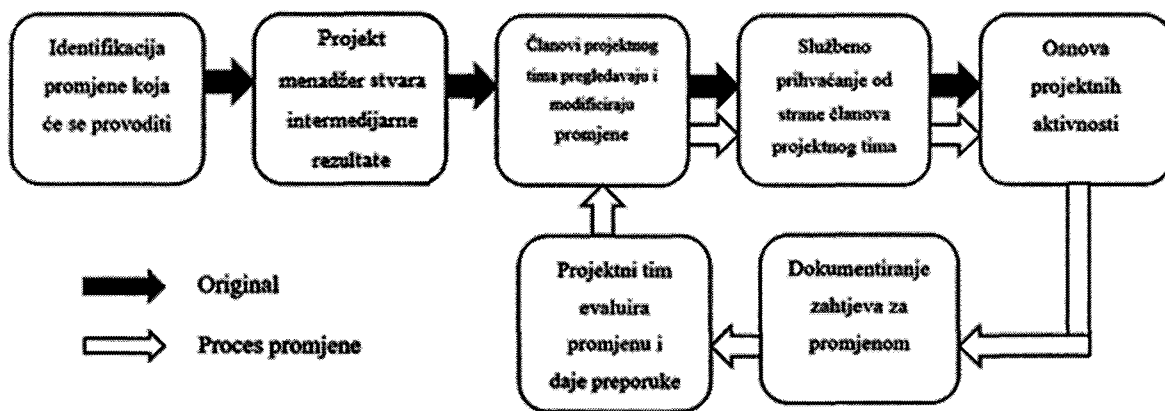 Identifikacija
promjene koja
će se provoditi
Projekt
menadžer stvara
intermedijarne
rezultate
Članovi projektnog
tima pregledavaju i
modificiraju
promjene
Službeno
prihvaćanje od
strane članova
projektnog tima
Osnova
projektnih
aktivnosti
Projektni tim
evaluira
promjenu i
daje preporuke
Dokumentiranje
zahtjeva za
promjenom
Original
Proces promjene